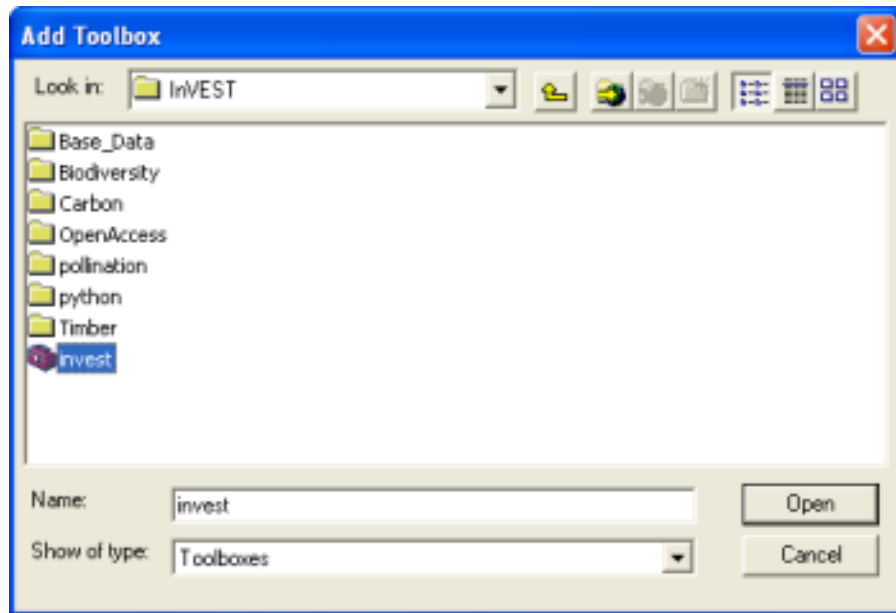 Add Toolbox
Look in: InVEST
Base_Data
Biodiversity
Carbon
OpenAccess
pollination
python
Timber
invest
Name: invest Open
Show of type: Toolboxes Cancel